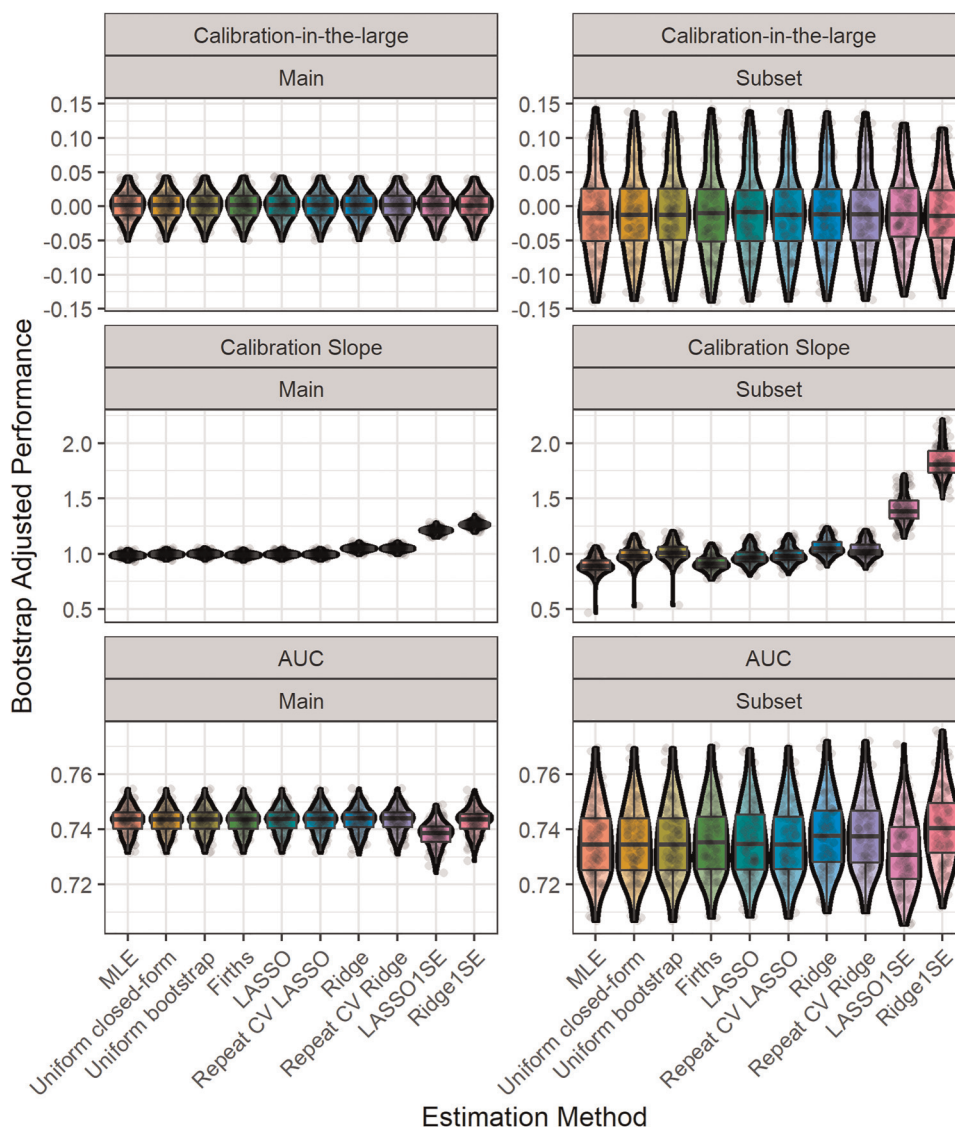 Calibration-in-the-large
Calibration-in-the-large
Main
Subset
0.15
0.10
0.05
0.00
-0.05
-0.10
-0.15
0.15
0.10
0.05
0.00
-0.05
-0.10
-0.15
Calibration Slope
Calibration Slope
Main
Subset
2.0
1.5
1.0
0.5
2.0
1.5
1.0
0.5
AUC
AUC
Main
Subset
0.76
0.74
0.72
0.76
0.74
0.72
Bootstrap Adjusted Performance
MLE
Uniform closed-form
Uniform bootstrap
Firths
LASSO
Repeat CV LASSO
Ridge
Repeat CV Ridge
LASSO1SE
Ridge1SE
MLE
Uniform closed-form
Uniform bootstrap
Firths
LASSO
Repeat CV LASSO
Ridge
Repeat CV Ridge
LASSO1SE
Ridge1SE
Estimation Method